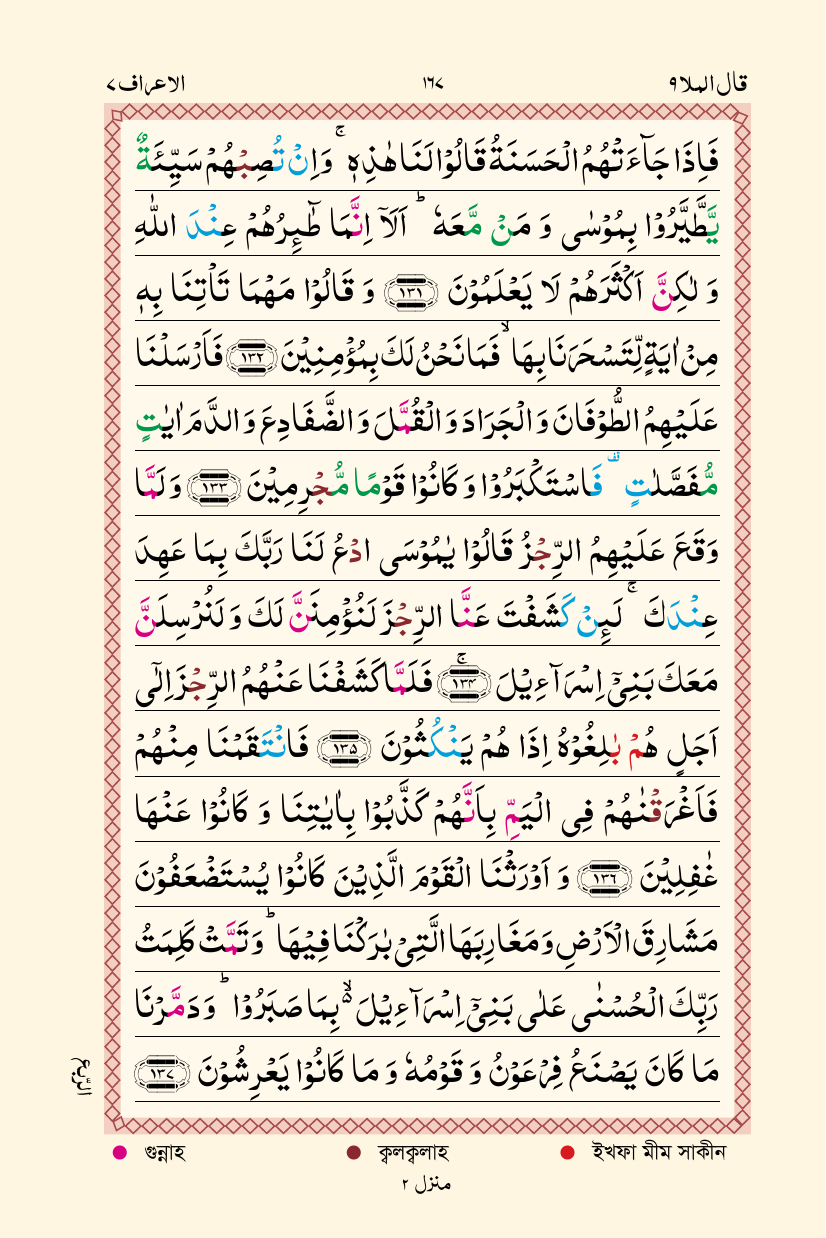 قال الملا ٩ ١٦٧ الاعراف ٧
فَاِذَا جَآءَتْهُمُ الْحَسَنَةُ قَالُوْا لَنَا هٰذِهٖ ۚ وَاِنْ تُصِبْهُمْ سَيِّئَةٌ
يَّطَّيَّرُوْا بِمُوْسٰى وَ مَنْ مَّعَهٗ ؕ اَلَاۤ اِنَّمَا طٰٓئِرُهُمْ عِنْدَ اللّٰهِ
وَ لٰكِنَّ اَكْثَرَهُمْ لَا يَعْلَمُوْنَ ﴿١٣١﴾ وَ قَالُوْا مَهْمَا تَاْتِنَا بِهٖ
مِنْ اٰيَةٍ لِّتَسْحَرَنَا بِهَا ۙ فَمَا نَحْنُ لَكَ بِمُؤْمِنِيْنَ ﴿١٣٢﴾ فَاَرْسَلْنَا
عَلَيْهِمُ الطُّوْفَانَ وَ الْجَرَادَ وَ الْقُمَّلَ وَ الضَّفَادِعَ وَ الدَّمَ اٰيٰتٍ
مُّفَصَّلٰتٍ ۟ فَاسْتَكْبَرُوْا وَ كَانُوْا قَوْمًا مُّجْرِمِيْنَ ﴿١٣٣﴾ وَ لَمَّا
وَقَعَ عَلَيْهِمُ الرِّجْزُ قَالُوْا يٰمُوْسَى ادْعُ لَنَا رَبَّكَ بِمَا عَهِدَ
عِنْدَكَ ۚ لَئِنْ كَشَفْتَ عَنَّا الرِّجْزَ لَنُؤْمِنَنَّ لَكَ وَ لَنُرْسِلَنَّ
مَعَكَ بَنِيْۤ اِسْرَآءِيْلَ ﴿١٣٤﴾ ۚ فَلَمَّا كَشَفْنَا عَنْهُمُ الرِّجْزَ اِلٰۤى
اَجَلٍ هُمْ بٰلِغُوْهُ اِذَا هُمْ يَنْكُثُوْنَ ﴿١٣٥﴾ فَانْتَقَمْنَا مِنْهُمْ
فَاَغْرَقْنٰهُمْ فِى الْيَمِّ بِاَنَّهُمْ كَذَّبُوْا بِاٰيٰتِنَا وَ كَانُوْا عَنْهَا
غٰفِلِيْنَ ﴿١٣٦﴾ وَ اَوْرَثْنَا الْقَوْمَ الَّذِيْنَ كَانُوْا يُسْتَضْعَفُوْنَ
مَشَارِقَ الْاَرْضِ وَ مَغَارِبَهَا الَّتِىْ بٰرَكْنَا فِيْهَا ؕ وَ تَمَّتْ كَلِمَتُ
رَبِّكَ الْحُسْنٰى عَلٰى بَنِيْۤ اِسْرَآءِيْلَ ۙ۬ بِمَا صَبَرُوْا ؕ وَ دَمَّرْنَا
مَا كَانَ يَصْنَعُ فِرْعَوْنُ وَ قَوْمُهٗ وَ مَا كَانُوْا يَعْرِشُوْنَ ﴿١٣٧﴾
الربع
গুন্নাহ ক্বলক্বলাহ ইখফা মীম সাকীন
منزل ٢